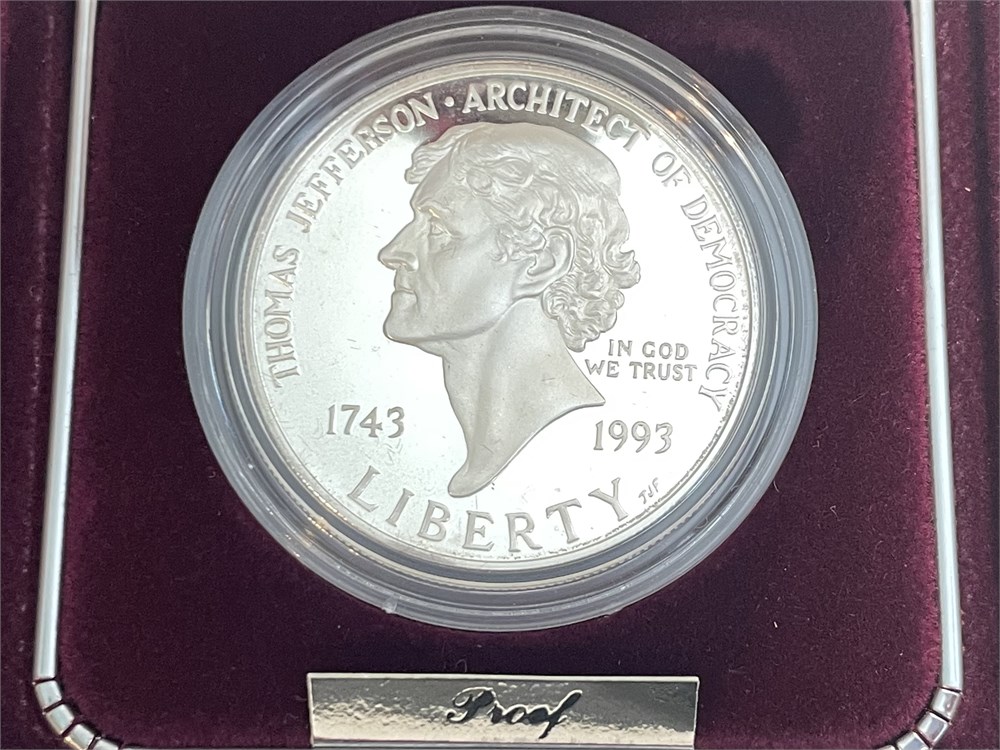 THOMAS JEFFERSON · ARCHITECT OF DEMOCRACY
IN GOD
WE TRUST
1743
1993
LIBERTY
TJF
Proof